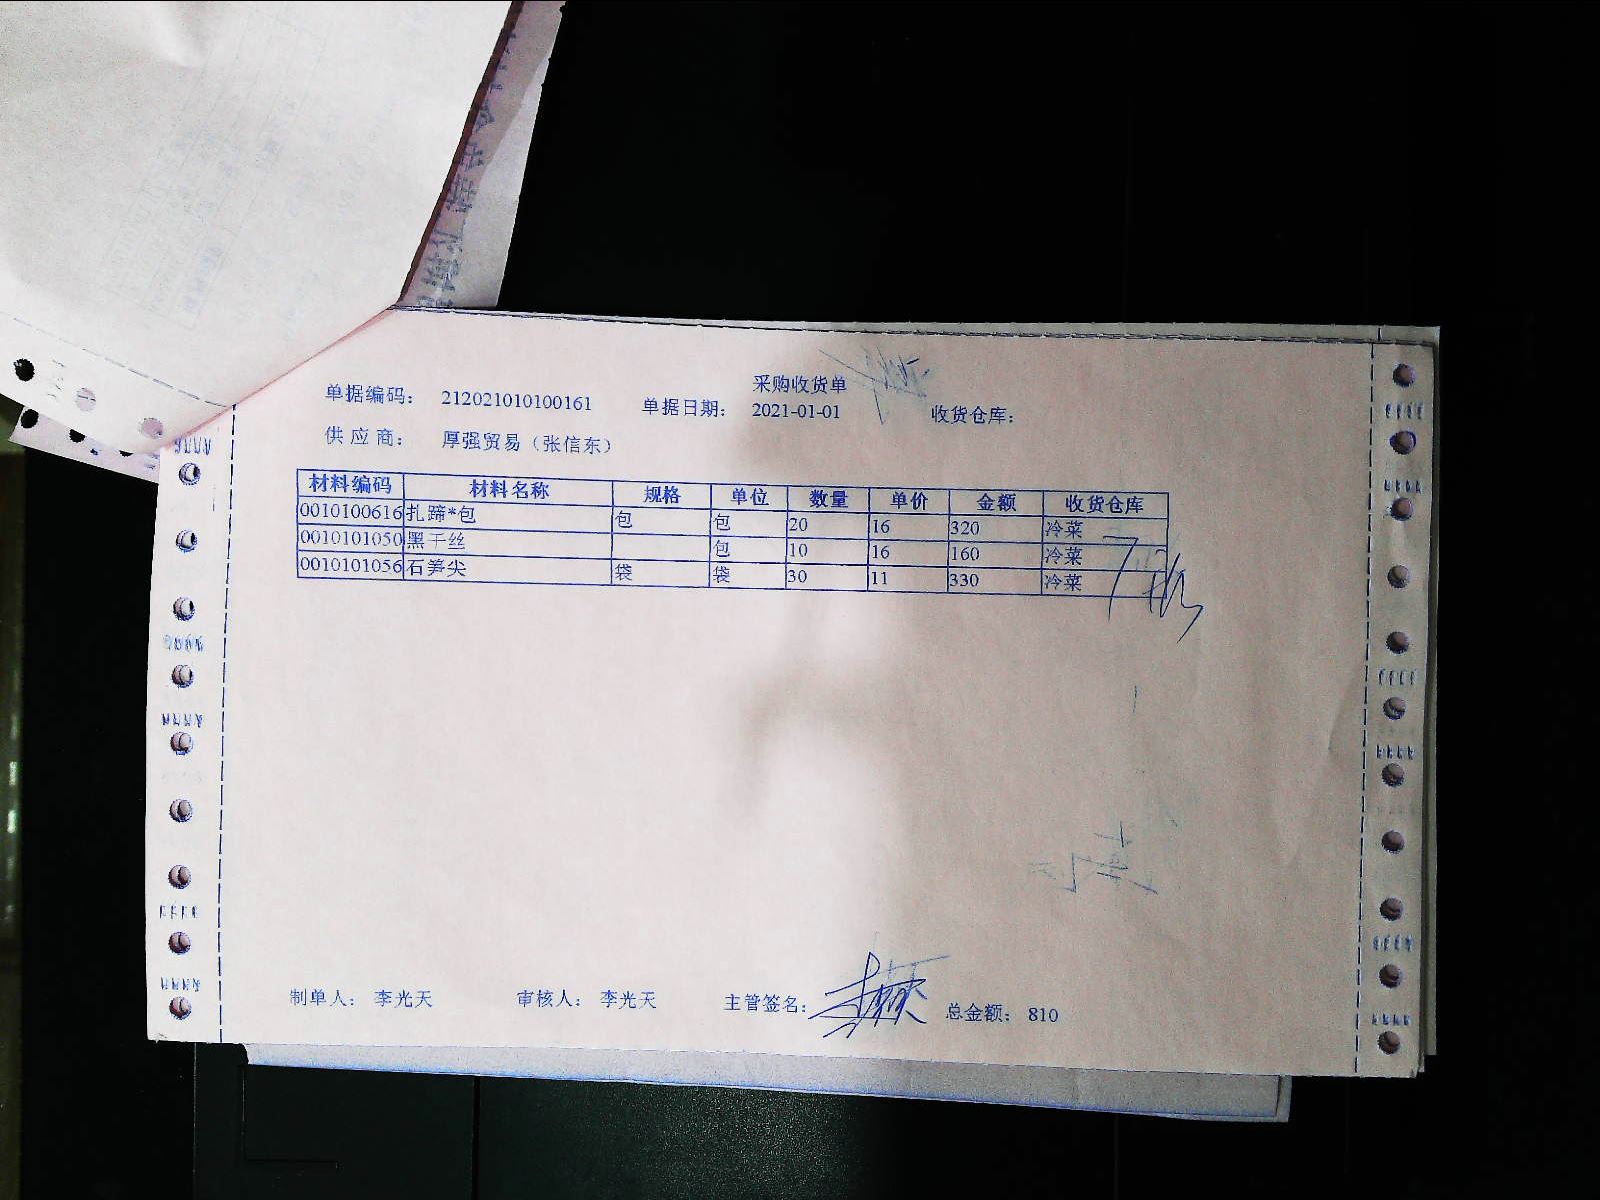 采购收货单
单据编码： 212021010100161 单据日期： 2021-01-01 收货仓库：
供 应 商： 厚强贸易（张信东）
材料编码 材料名称 规格 单位 数量 单价 金额 收货仓库
0010100616 扎蹄*包 包 包 20 16 320 冷菜
0010101050 黑干丝 包 10 16 160 冷菜
0010101056 石笋尖 袋 袋 30 11 330 冷菜
制单人： 李光天 审核人： 李光天 主管签名： 总金额： 810